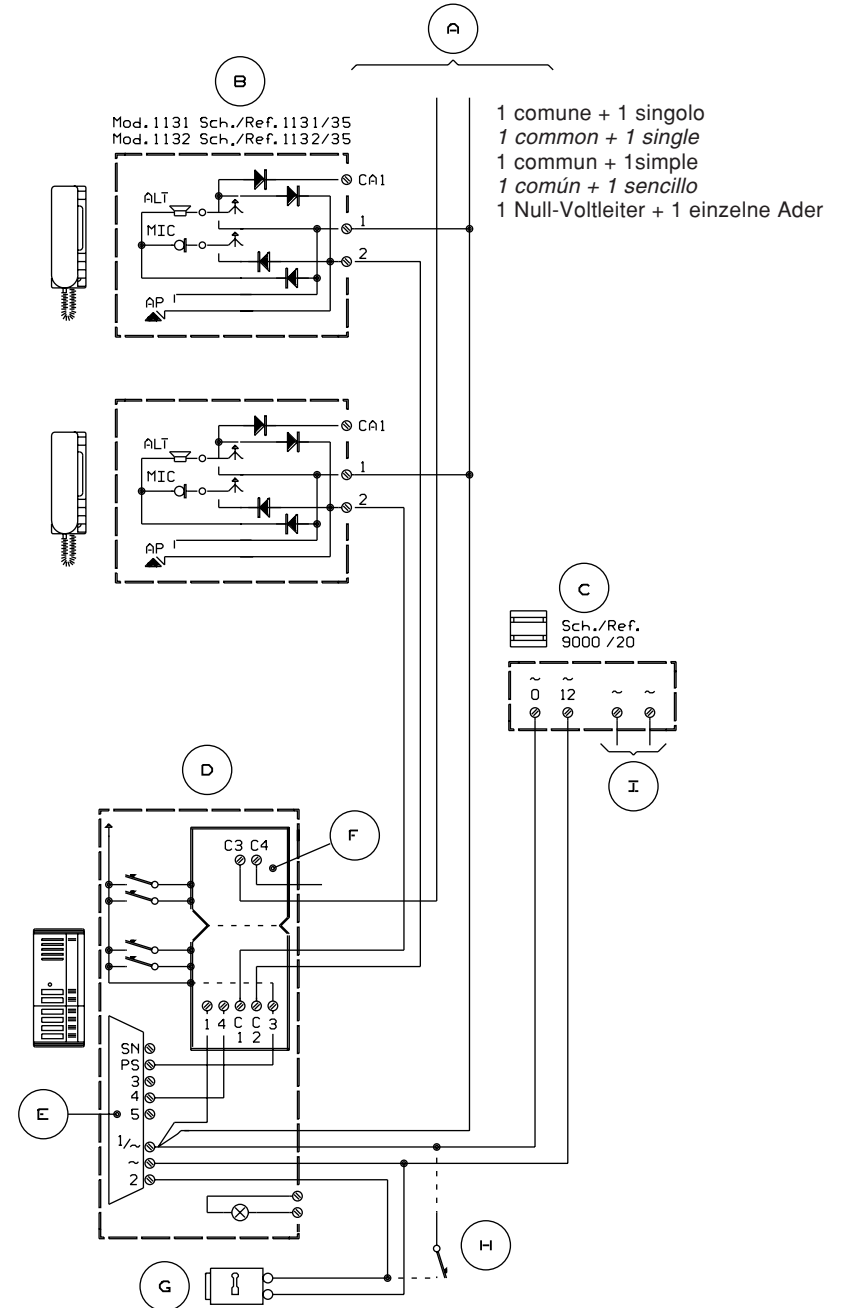 A
B
Mod.1131 Sch./Ref.1131/35
Mod.1132 Sch./Ref.1132/35
1 comune + 1 singolo
1 common + 1 single
1 commun + 1simple
1 común + 1 sencillo
1 Null-Voltleiter + 1 einzelne Ader
CA1
ALT
1
MIC
2
AP
CA1
ALT
1
MIC
2
AP
C
Sch./Ref.
9000 /20
~ ~
0 12 ~ ~
I
D
F
C3 C4
1 4 C C 3
1 2
SN
PS
3
4
E
5
1/~
~
2
H
G